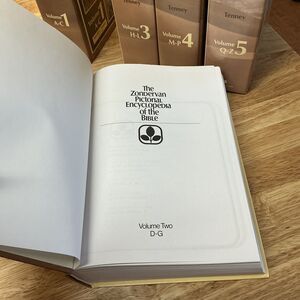 Volume 1
A-C
Tenney
Volume 3
H-L
Tenney
Volume 4
M-P
Tenney
Volume 5
Q-Z
The
Zondervan
Pictorial
Encyclopedia
of the
Bible
Volume Two
D-G